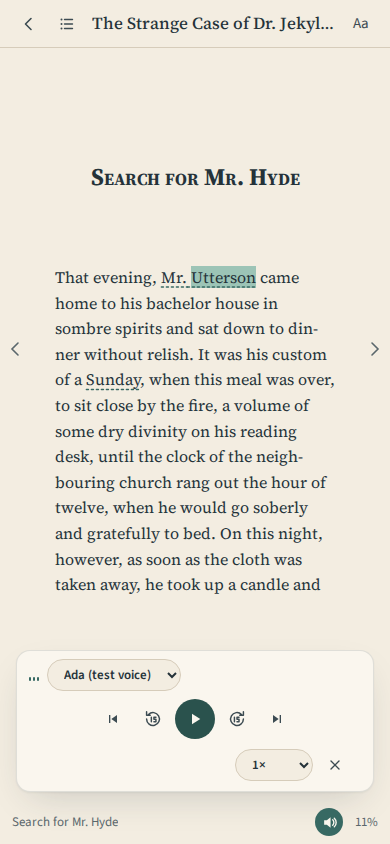 The Strange Case of Dr. Jekyl...
Aa
Search for Mr. Hyde
That evening, Mr. Utterson came
home to his bachelor house in
sombre spirits and sat down to din-
ner without relish. It was his custom
of a Sunday, when this meal was over,
to sit close by the fire, a volume of
some dry divinity on his reading
desk, until the clock of the neigh-
bouring church rang out the hour of
twelve, when he would go soberly
and gratefully to bed. On this night,
however, as soon as the cloth was
taken away, he took up a candle and
Ada (test voice)
15 15
1×
Search for Mr. Hyde
11%